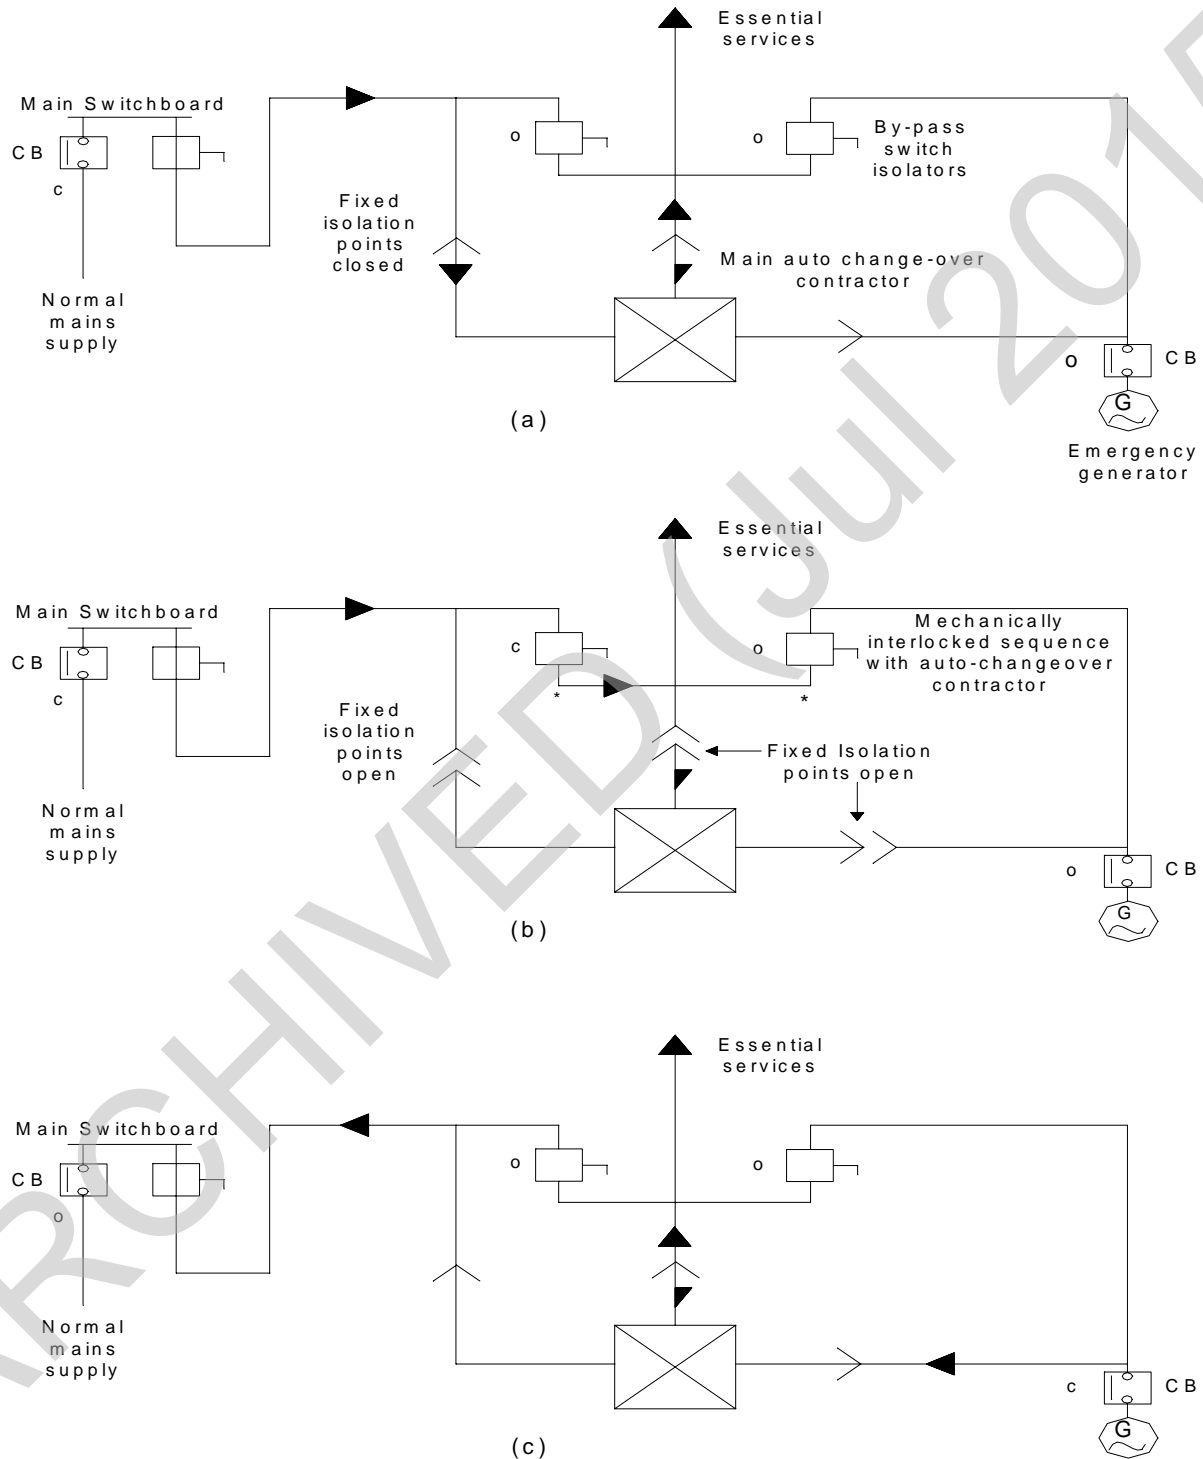 Essential
services
Main Switchboard
CB
c
o
o
By-pass
switch
isolators
Fixed
isolation
points
closed
Main auto change-over
contractor
Normal
mains
supply
o
CB
G
(a)
Emergency
generator
Essential
services
Main Switchboard
CB
c
c
o
Mechanically
interlocked sequence
with auto-changeover
contractor
*
*
Fixed
isolation
points
open
Fixed Isolation
points open
Normal
mains
supply
o
CB
G
(b)
Essential
services
Main Switchboard
CB
o
o
o
Normal
mains
supply
c
CB
G
(c)
ARCHIVED (Jul 2015